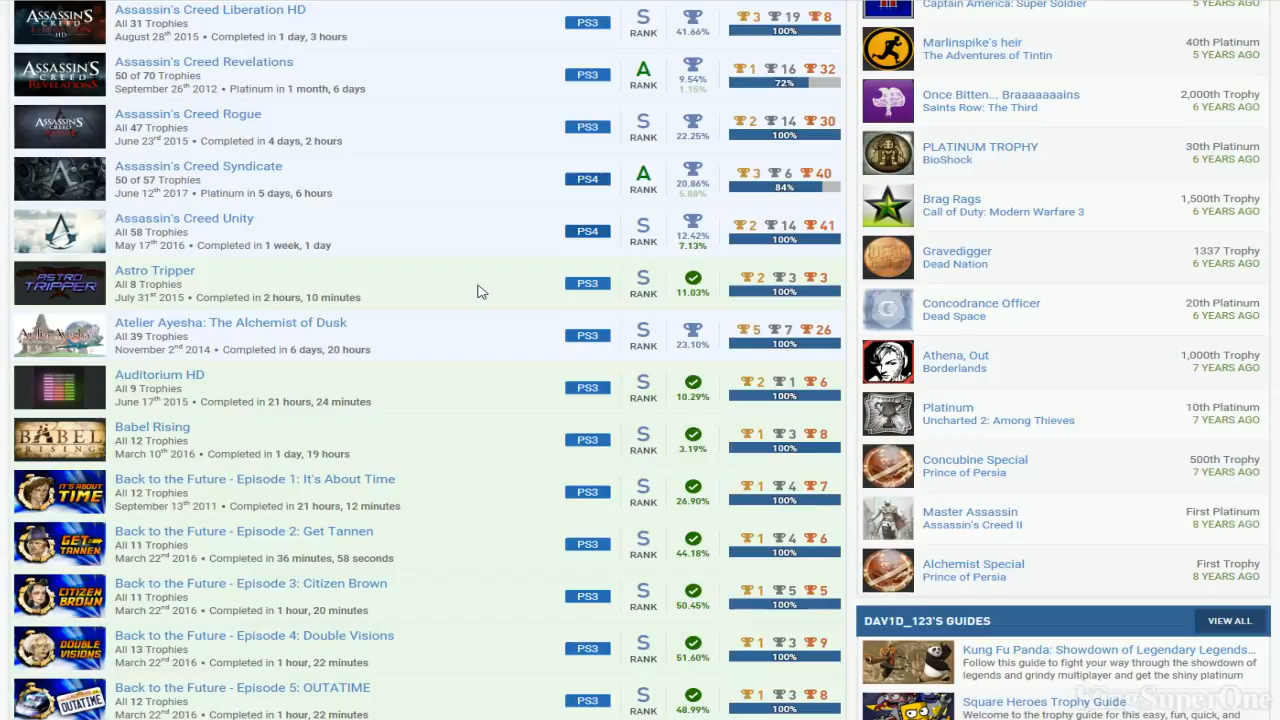 Assassin's Creed Liberation HD
All 31 Trophies
August 28th 2015 • Completed in 1 day, 3 hours
PS3
S
RANK
41.66%
3 19 8
100%
Assassin's Creed Revelations
50 of 70 Trophies
September 26th 2012 • Platinum in 1 month, 6 days
PS3
A
RANK
9.54%
1.15%
1 16 32
72%
Assassin's Creed Rogue
All 47 Trophies
June 23rd 2015 • Completed in 4 days, 2 hours
PS3
S
RANK
22.25%
2 14 30
100%
Assassin's Creed Syndicate
50 of 57 Trophies
June 12th 2017 • Platinum in 5 days, 6 hours
PS4
A
RANK
20.86%
5.88%
3 6 40
84%
Assassin's Creed Unity
All 58 Trophies
May 17th 2016 • Completed in 1 week, 1 day
PS4
S
RANK
12.42%
7.13%
2 14 41
100%
ASTRO TRIPPER
Astro Tripper
All 8 Trophies
July 31st 2015 • Completed in 2 hours, 10 minutes
PS3
S
RANK
11.03%
2 3 3
100%
Atelier Ayesha: The Alchemist of Dusk
All 39 Trophies
November 2nd 2014 • Completed in 6 days, 20 hours
PS3
S
RANK
23.10%
5 7 26
100%
Auditorium HD
All 9 Trophies
June 17th 2015 • Completed in 21 hours, 24 minutes
PS3
S
RANK
10.29%
2 1 6
100%
BABEL
RISING
Babel Rising
All 12 Trophies
March 10th 2016 • Completed in 1 day, 19 hours
PS3
S
RANK
3.19%
1 3 8
100%
IT'S ABOUT
TIME
Back to the Future - Episode 1: It's About Time
All 12 Trophies
September 13th 2011 • Completed in 21 hours, 12 minutes
PS3
S
RANK
26.90%
1 4 7
100%
GET
TANNEN
Back to the Future - Episode 2: Get Tannen
All 11 Trophies
March 22nd 2016 • Completed in 36 minutes, 58 seconds
PS3
S
RANK
44.18%
1 4 6
100%
CITIZEN
BROWN
Back to the Future - Episode 3: Citizen Brown
All 11 Trophies
March 22nd 2016 • Completed in 1 hour, 20 minutes
PS3
S
RANK
50.45%
1 5 5
100%
DOUBLE
VISIONS
Back to the Future - Episode 4: Double Visions
All 13 Trophies
March 22nd 2016 • Completed in 1 hour, 22 minutes
PS3
S
RANK
51.60%
1 3 9
100%
OUTATIME
Back to the Future - Episode 5: OUTATIME
All 12 Trophies
March 22nd 2016 • Completed in 1 hour, 22 minutes
PS3
S
RANK
48.99%
1 3 8
100%
Captain America: Super Soldier
5 YEARS AGO
Marlinspike's heir
The Adventures of Tintin
40th Platinum
5 YEARS AGO
Once Bitten... Braaaaaaains
Saints Row: The Third
2,000th Trophy
6 YEARS AGO
PLATINUM TROPHY
BioShock
30th Platinum
6 YEARS AGO
Brag Rags
Call of Duty: Modern Warfare 3
1,500th Trophy
6 YEARS AGO
Gravedigger
Dead Nation
1337 Trophy
6 YEARS AGO
Concodrance Officer
Dead Space
20th Platinum
6 YEARS AGO
Athena, Out
Borderlands
1,000th Trophy
7 YEARS AGO
Platinum
Uncharted 2: Among Thieves
10th Platinum
7 YEARS AGO
Concubine Special
Prince of Persia
500th Trophy
7 YEARS AGO
Master Assassin
Assassin's Creed II
First Platinum
8 YEARS AGO
Alchemist Special
Prince of Persia
First Trophy
8 YEARS AGO
DAV1D_123'S GUIDES
VIEW ALL
Kung Fu Panda: Showdown of Legendary Legends...
Follow this guide to fight your way through the showdown of
legends and grindy multiplayer and get the shiny platinum
Square Heroes Trophy Guide
Welcome to the trophy guide for this easy, fun, quick, and